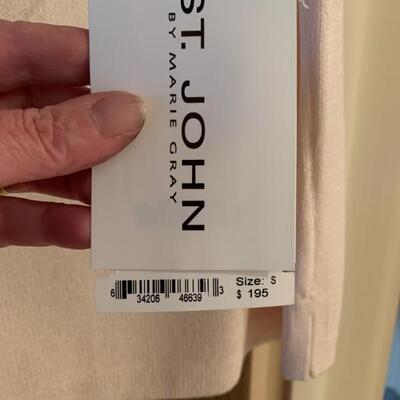 ST. JOHN
BY MARIE GRAY
Size: S
$ 195
6 34206 46639 3